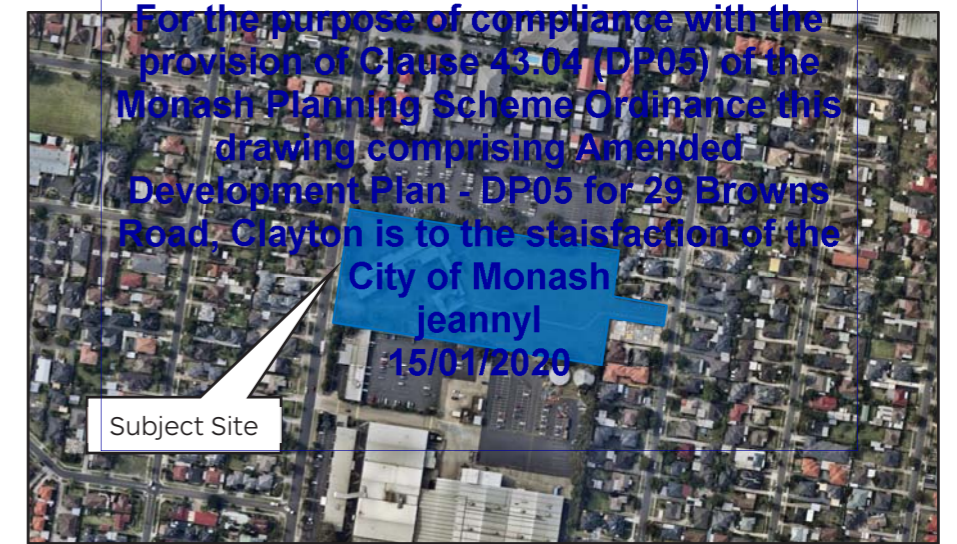 For the purpose of compliance with the
provision of Clause 43.04 (DP05) of the
Monash Planning Scheme Ordinance this
drawing comprising Amended
Development Plan - DP05 for 29 Browns
Road, Clayton is to the staisfaction of the
City of Monash
jeannyl
15/01/2020
Subject Site